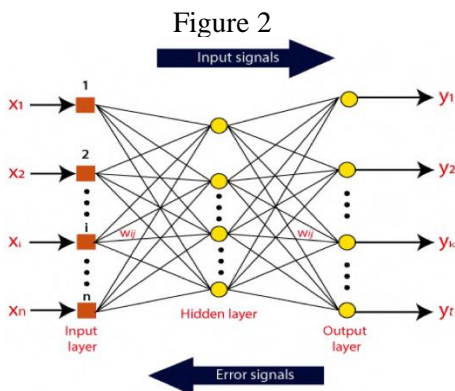 Figure 2
Input signals
1
x1
y1
2
x2
y2
i
xi
wij
wij
yk
n
xn
yt
Hidden layer
Input
layer
Output
layer
Error signals